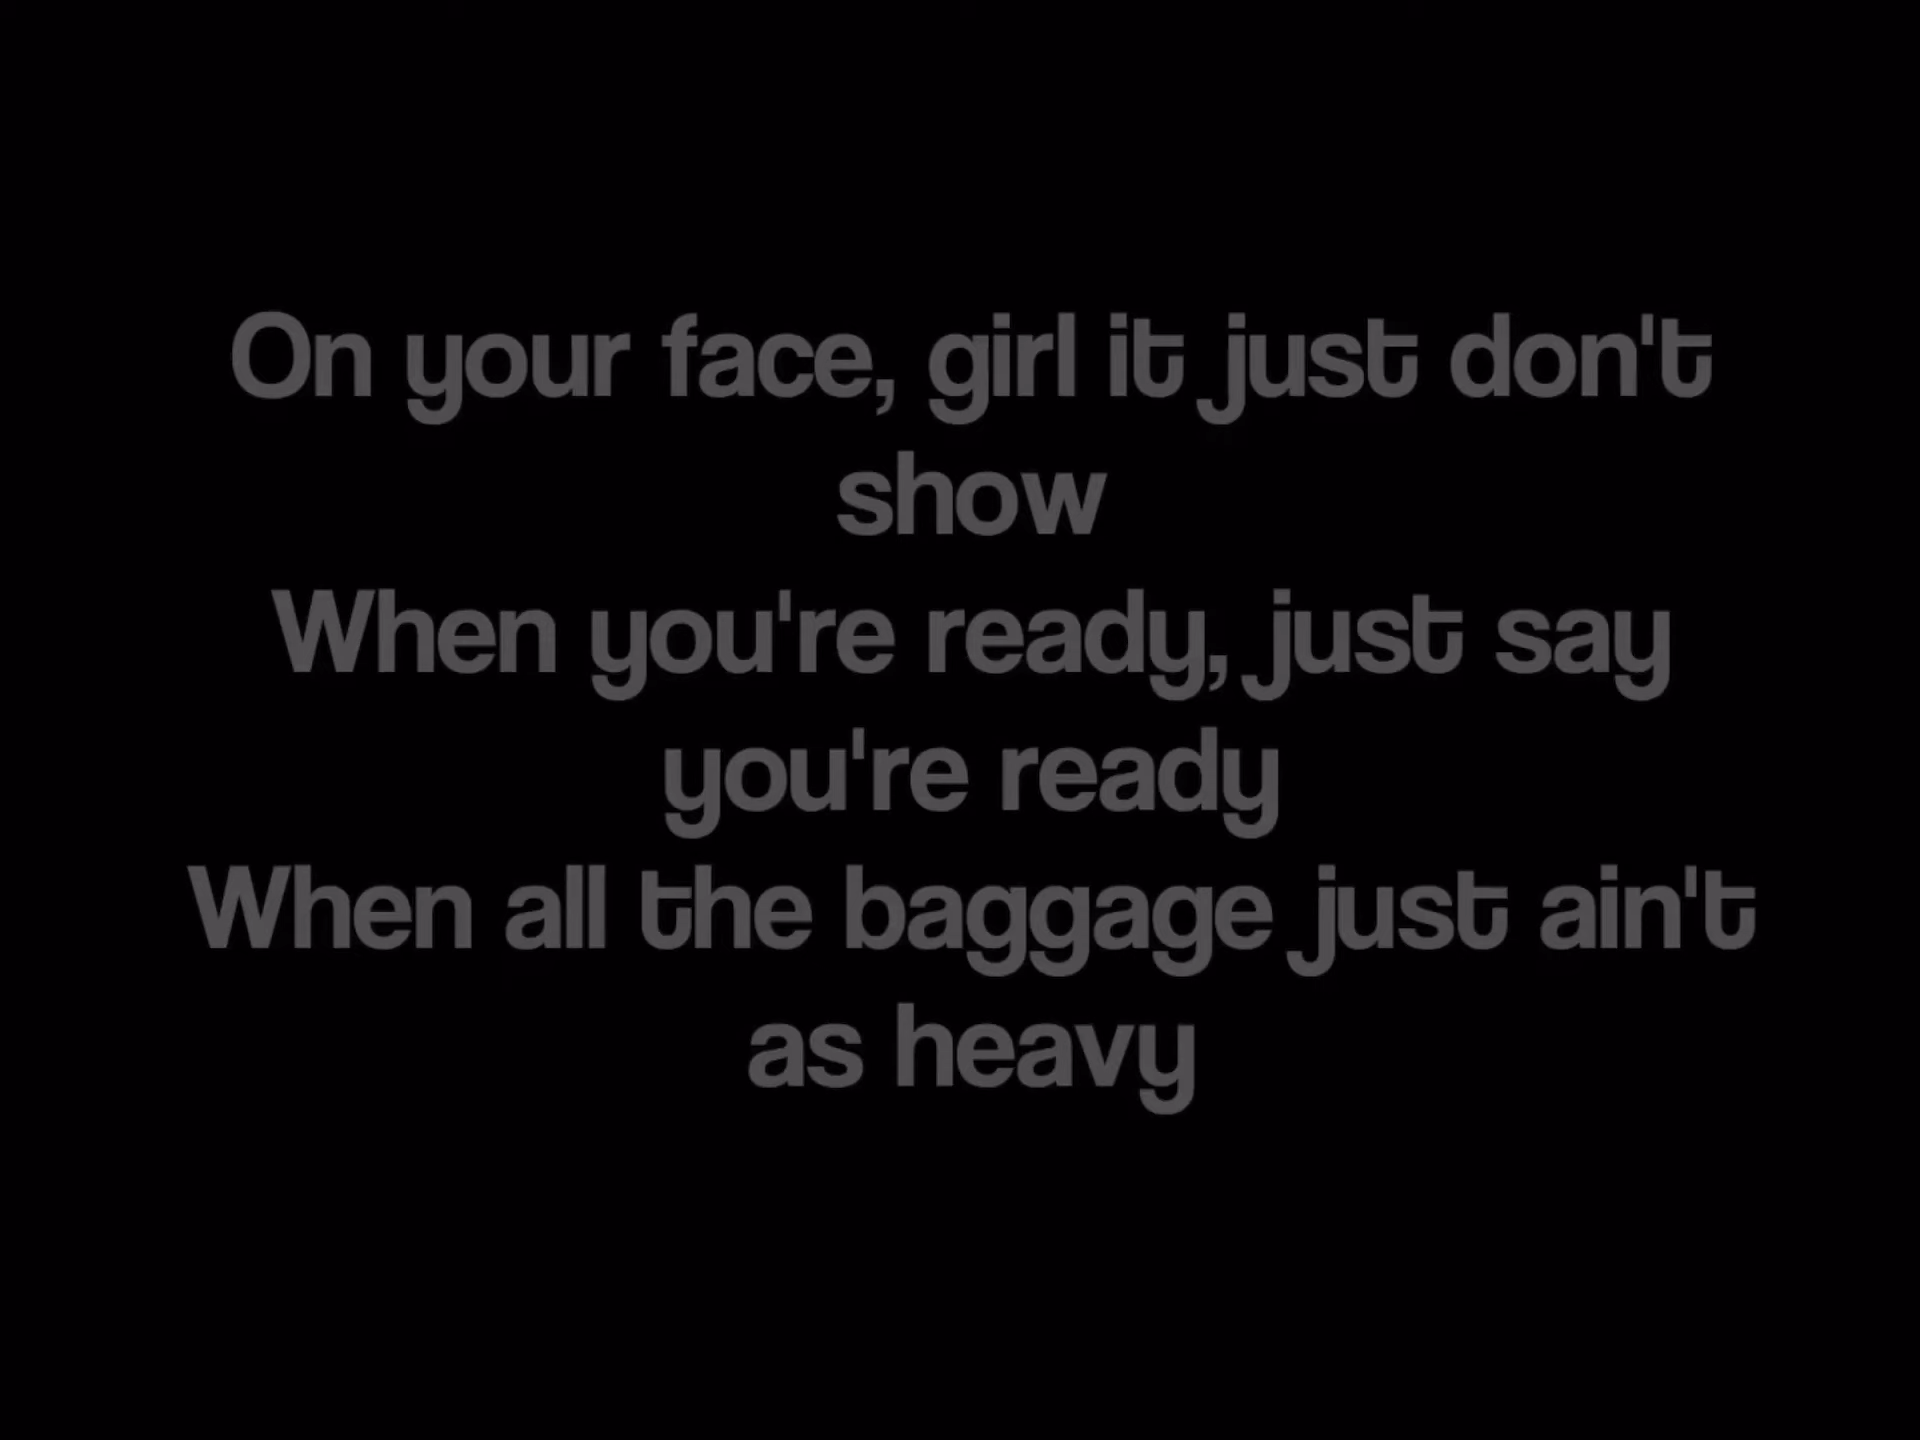 On your face, girl it just don't
show
When you're ready, just say
you're ready
When all the baggage just ain't
as heavy